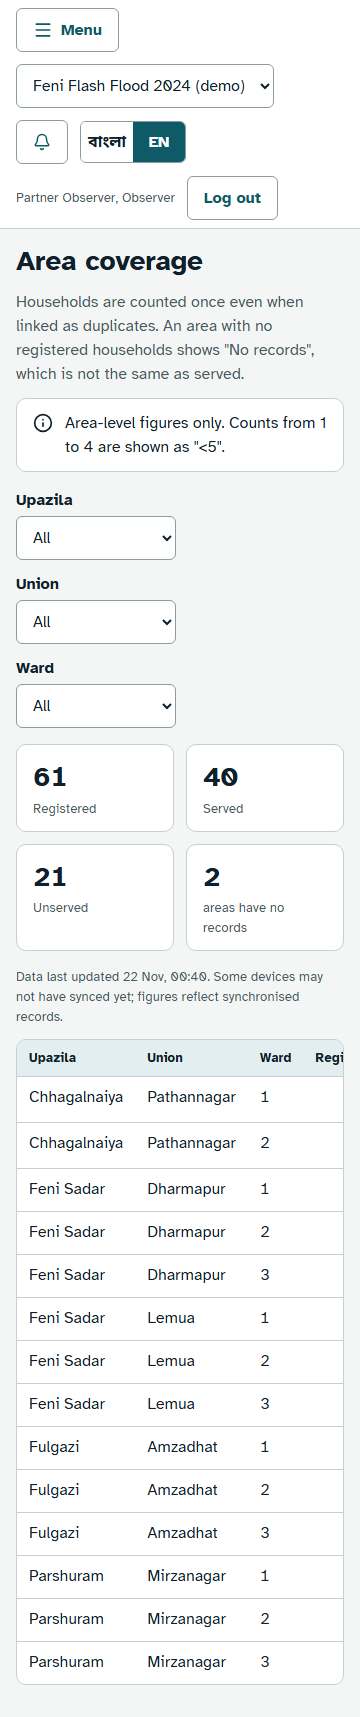 Menu
Feni Flash Flood 2024 (demo)
বাংলা EN
Partner Observer, Observer Log out
Area coverage
Households are counted once even when
linked as duplicates. An area with no
registered households shows "No records",
which is not the same as served.
Area-level figures only. Counts from 1
to 4 are shown as "<5".
Upazila
All
Union
All
Ward
All
61 40
Registered Served
21 2
Unserved areas have no
records
Data last updated 22 Nov, 00:40. Some devices may
not have synced yet; figures reflect synchronised
records.
Upazila Union Ward
Chhagalnaiya Pathannagar 1
Chhagalnaiya Pathannagar 2
Feni Sadar Dharmapur 1
Feni Sadar Dharmapur 2
Feni Sadar Dharmapur 3
Feni Sadar Lemua 1
Feni Sadar Lemua 2
Feni Sadar Lemua 3
Fulgazi Amzadhat 1
Fulgazi Amzadhat 2
Fulgazi Amzadhat 3
Parshuram Mirzanagar 1
Parshuram Mirzanagar 2
Parshuram Mirzanagar 3